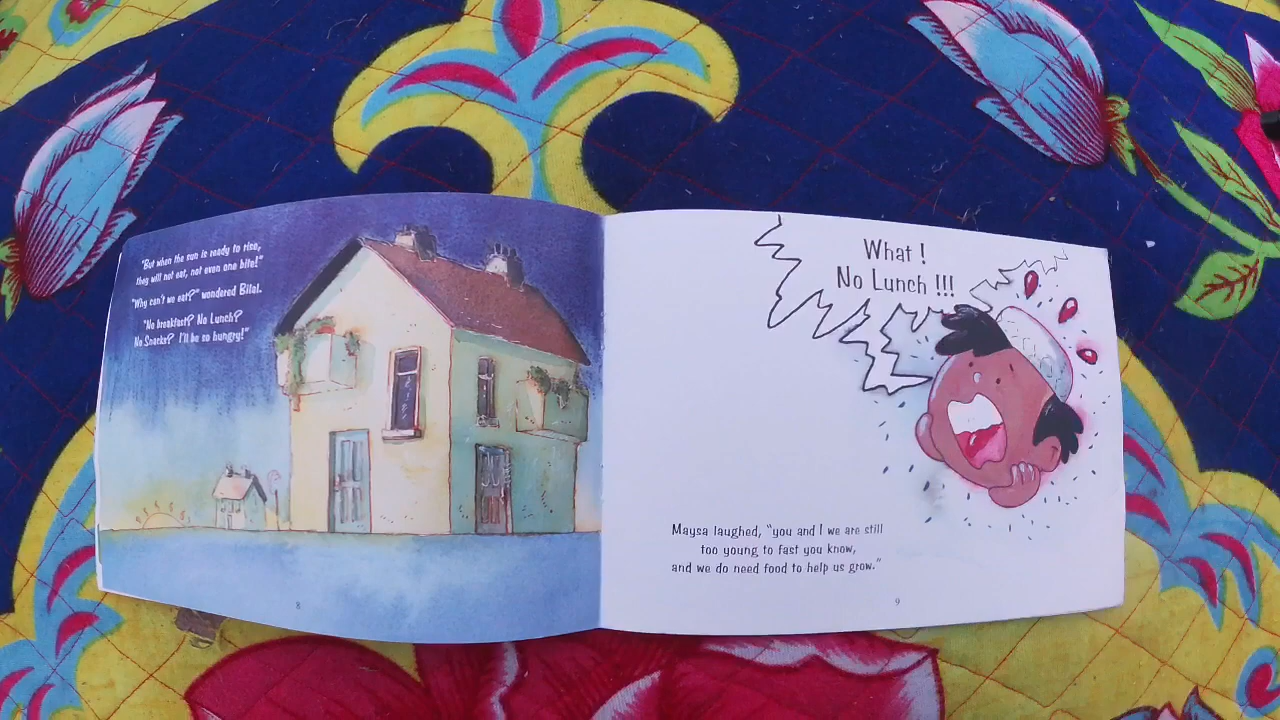 "But when the sun is ready to rise,
they will not eat, not even one bite!"
"Why can't we eat?" wondered Bilal.
"No breakfast? No Lunch?
No Snacks? I'll be so hungry!"
8
What !
No Lunch !!!
Maysa laughed, "you and I we are still
too young to fast you know,
and we do need food to help us grow."
9